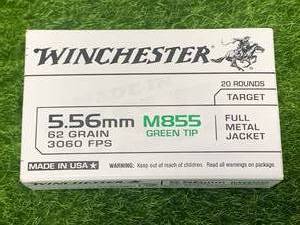 WINCHESTER
20 ROUNDS
TARGET
5.56mm M855
62 GRAIN GREEN TIP
3060 FPS
FULL
METAL
JACKET
MADE IN USA★
WARNING: Keep out of reach of children. Read all warnings on package.